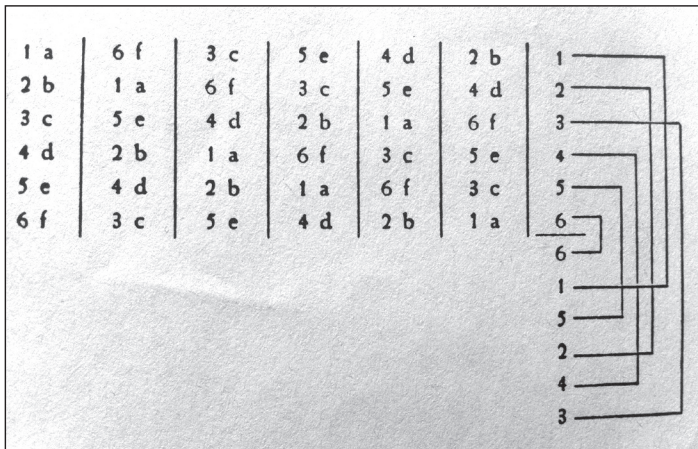 1 a 6 f 3 c 5 e 4 d 2 b 1
2 b 1 a 6 f 3 c 5 e 4 d 2
3 c 5 e 4 d 2 b 1 a 6 f 3
4 d 2 b 1 a 6 f 3 c 5 e 4
5 e 4 d 2 b 1 a 6 f 3 c 5
6 f 3 c 5 e 4 d 2 b 1 a 6
6
1
5
2
4
3